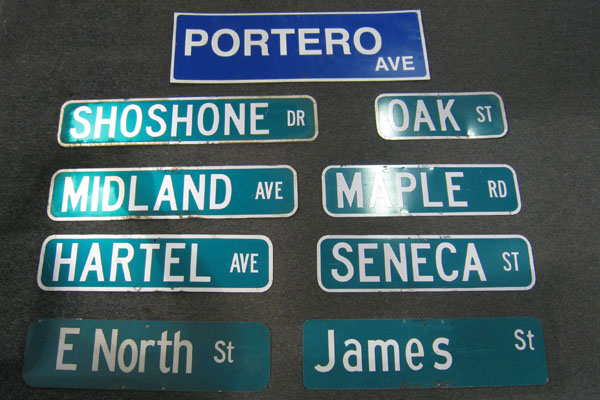 PORTERO AVE
SHOSHONE DR
OAK ST
MIDLAND AVE
MAPLE RD
HARTEL AVE
SENECA ST
E North St
James St